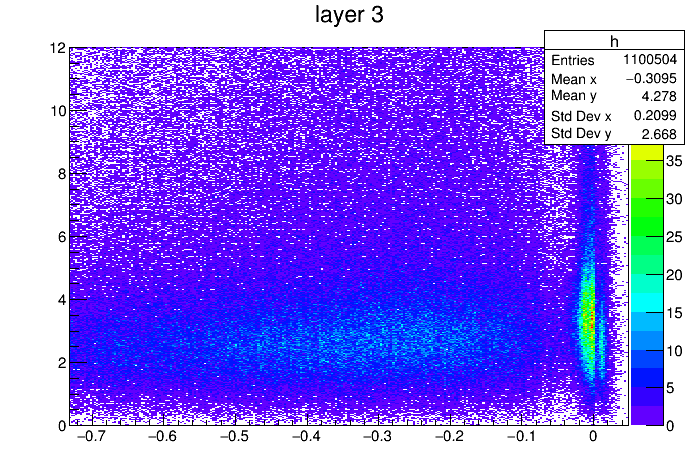 layer 3
h
Entries 1100504
Mean x −0.3095
Mean y 4.278
Std Dev x 0.2099
Std Dev y 2.668
12
10
8
6
4
2
0
−0.7 −0.6 −0.5 −0.4 −0.3 −0.2 −0.1 0
35
30
25
20
15
10
5
0